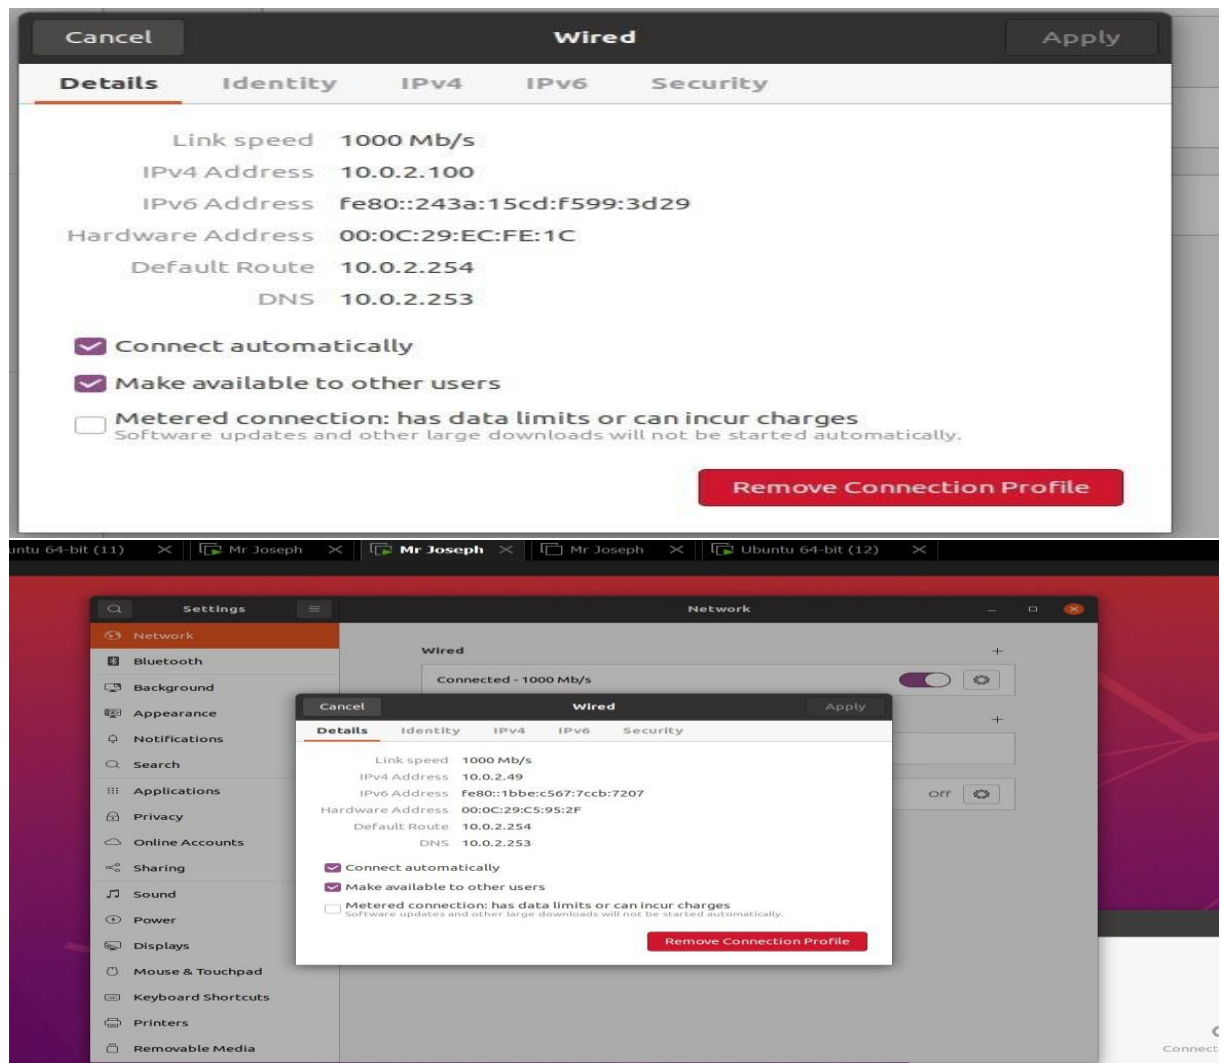 Cancel Wired Apply
Details Identity IPv4 IPv6 Security
Link speed 1000 Mb/s
IPv4 Address 10.0.2.100
IPv6 Address fe80::243a:15cd:f599:3d29
Hardware Address 00:0C:29:EC:FE:1C
Default Route 10.0.2.254
DNS 10.0.2.253
Connect automatically
Make available to other users
Metered connection: has data limits or can incur charges
Software updates and other large downloads will not be started automatically.
Remove Connection Profile
untu 64-bit (11) Mr Joseph Mr Joseph Mr Joseph Ubuntu 64-bit (12)
Settings Network
Network
Bluetooth
Background
Appearance
Notifications
Search
Applications
Privacy
Online Accounts
Sharing
Sound
Power
Displays
Mouse & Touchpad
Keyboard Shortcuts
Printers
Removable Media
Wired
Connected - 1000 Mb/s
Off
Cancel Wired Apply
Details Identity IPv4 IPv6 Security
Link speed 1000 Mb/s
IPv4 Address 10.0.2.49
IPv6 Address fe80::1bbe:c567:7ccb:7207
Hardware Address 00:0C:29:C5:95:2F
Default Route 10.0.2.254
DNS 10.0.2.253
Connect automatically
Make available to other users
Metered connection: has data limits or can incur charges
Software updates and other large downloads will not be started automatically.
Remove Connection Profile
Connect